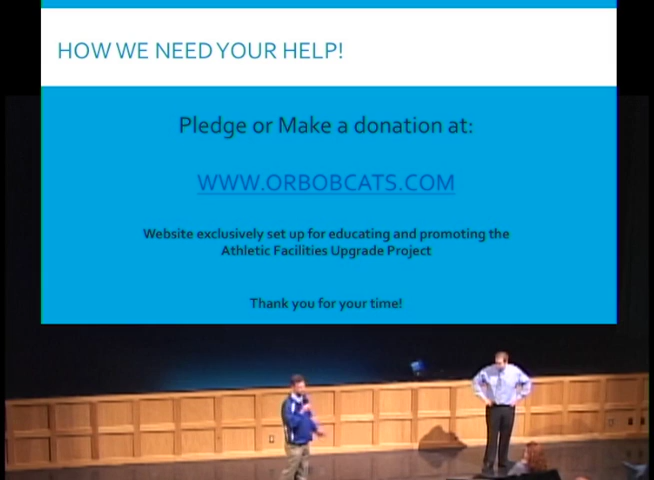 HOW WE NEED YOUR HELP!
Pledge or Make a donation at:
WWW.ORBOBCATS.COM
Website exclusively set up for educating and promoting the
Athletic Facilities Upgrade Project
Thank you for your time!